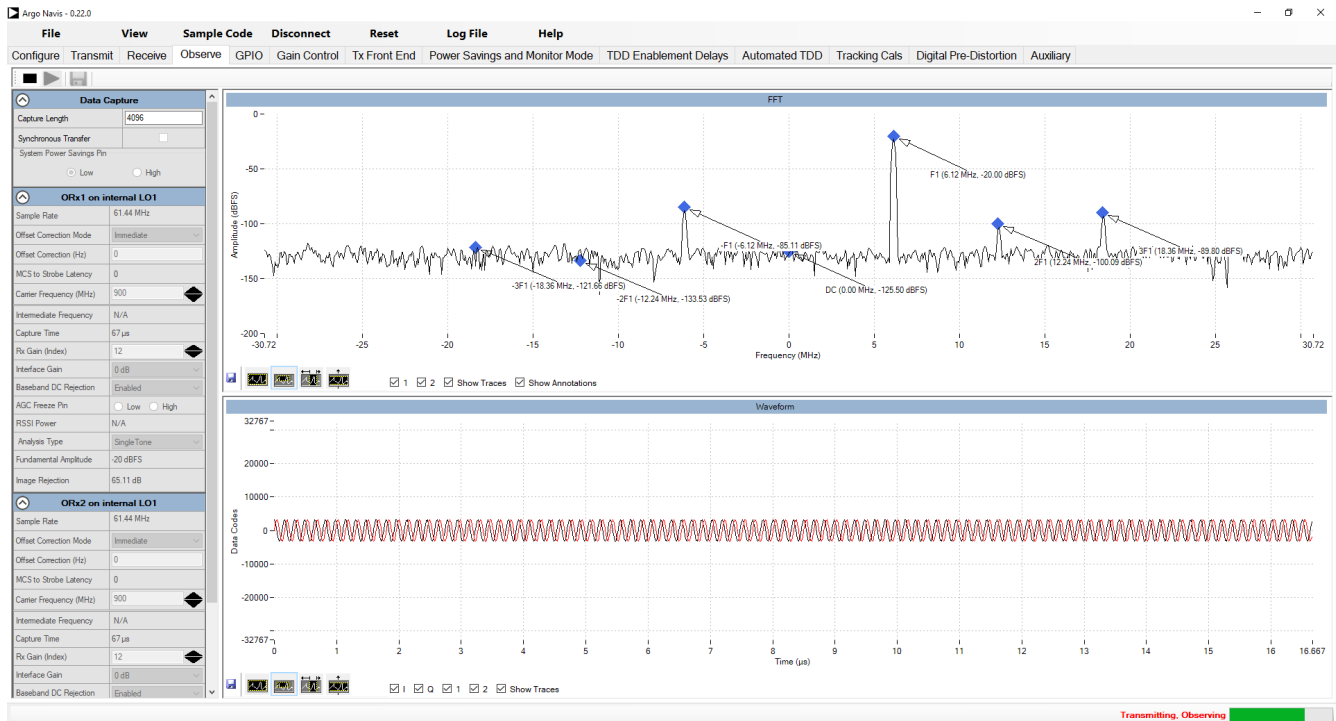 Argo Navis - 0.22.0
File View Sample Code Disconnect Reset Log File Help
Configure Transmit Receive Observe GPIO Gain Control Tx Front End Power Savings and Monitor Mode TDD Enablement Delays Automated TDD Tracking Cals Digital Pre-Distortion Auxiliary
Data Capture
Capture Length 4096
Synchronous Transfer
System Power Savings Pin
Low High
ORx1 on internal LO1
Sample Rate 61.44 MHz
Offset Correction Mode Immediate
Offset Correction (Hz) 0
MCS to Strobe Latency 0
Carrier Frequency (MHz) 900
Intermediate Frequency N/A
Capture Time 67 µs
Rx Gain (Index) 12
Interface Gain 0 dB
Baseband DC Rejection Enabled
AGC Freeze Pin Low High
RSSI Power N/A
Analysis Type SingleTone
Fundamental Amplitude -20 dBFS
Image Rejection 65.11 dB
ORx2 on internal LO1
Sample Rate 61.44 MHz
Offset Correction Mode Immediate
Offset Correction (Hz) 0
MCS to Strobe Latency 0
Carrier Frequency (MHz) 900
Intermediate Frequency N/A
Capture Time 67 µs
Rx Gain (Index) 12
Interface Gain 0 dB
Baseband DC Rejection Enabled
FFT
Amplitude (dBFS)
0
-50
-100
-150
-200
F1 (6.12 MHz, -20.00 dBFS)
-F1 (-6.12 MHz, -85.11 dBFS)
3F1 (18.36 MHz, -89.80 dBFS)
2F1 (12.24 MHz, -100.09 dBFS)
-3F1 (-18.36 MHz, -121.66 dBFS)
DC (0.00 MHz, -125.50 dBFS)
-2F1 (-12.24 MHz, -133.53 dBFS)
-30.72 -25 -20 -15 -10 -5 0 5 10 15 20 25 30.72
Frequency (MHz)
1 2 Show Traces Show Annotations
Waveform
Data Codes
32767
20000
10000
0
-10000
-20000
-32767
0 1 2 3 4 5 6 7 8 9 10 11 12 13 14 15 16 16.667
Time (µs)
I Q 1 2 Show Traces
Transmitting, Observing